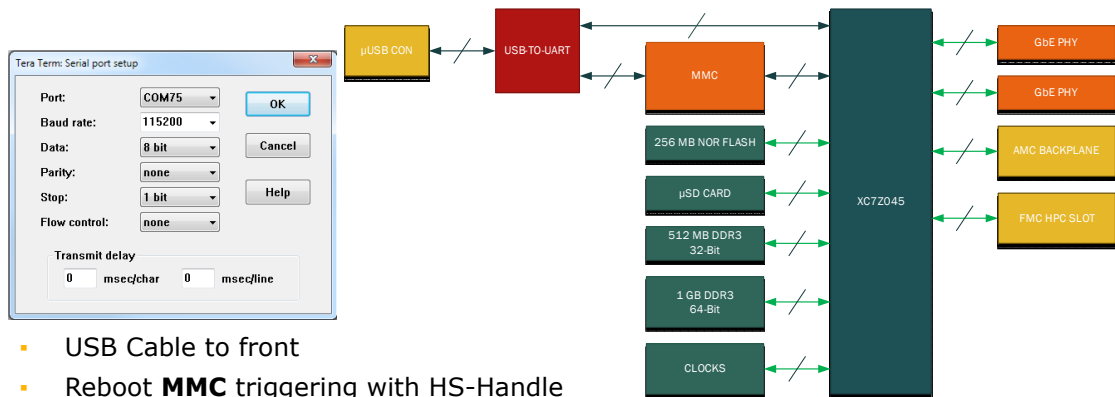 Tera Term: Serial port setup
Port: COM75 OK
Baud rate: 115200
Data: 8 bit Cancel
Parity: none
Stop: 1 bit Help
Flow control: none
Transmit delay
0 msec/char 0 msec/line
▪ USB Cable to front
▪ Reboot MMC triggering with HS-Handle
µUSB CON
USB-TO-UART
MMC
256 MB NOR FLASH
µSD CARD
512 MB DDR3
32-Bit
1 GB DDR3
64-Bit
CLOCKS
XC7Z045
GbE PHY
GbE PHY
AMC BACKPLANE
FMC HPC SLOT